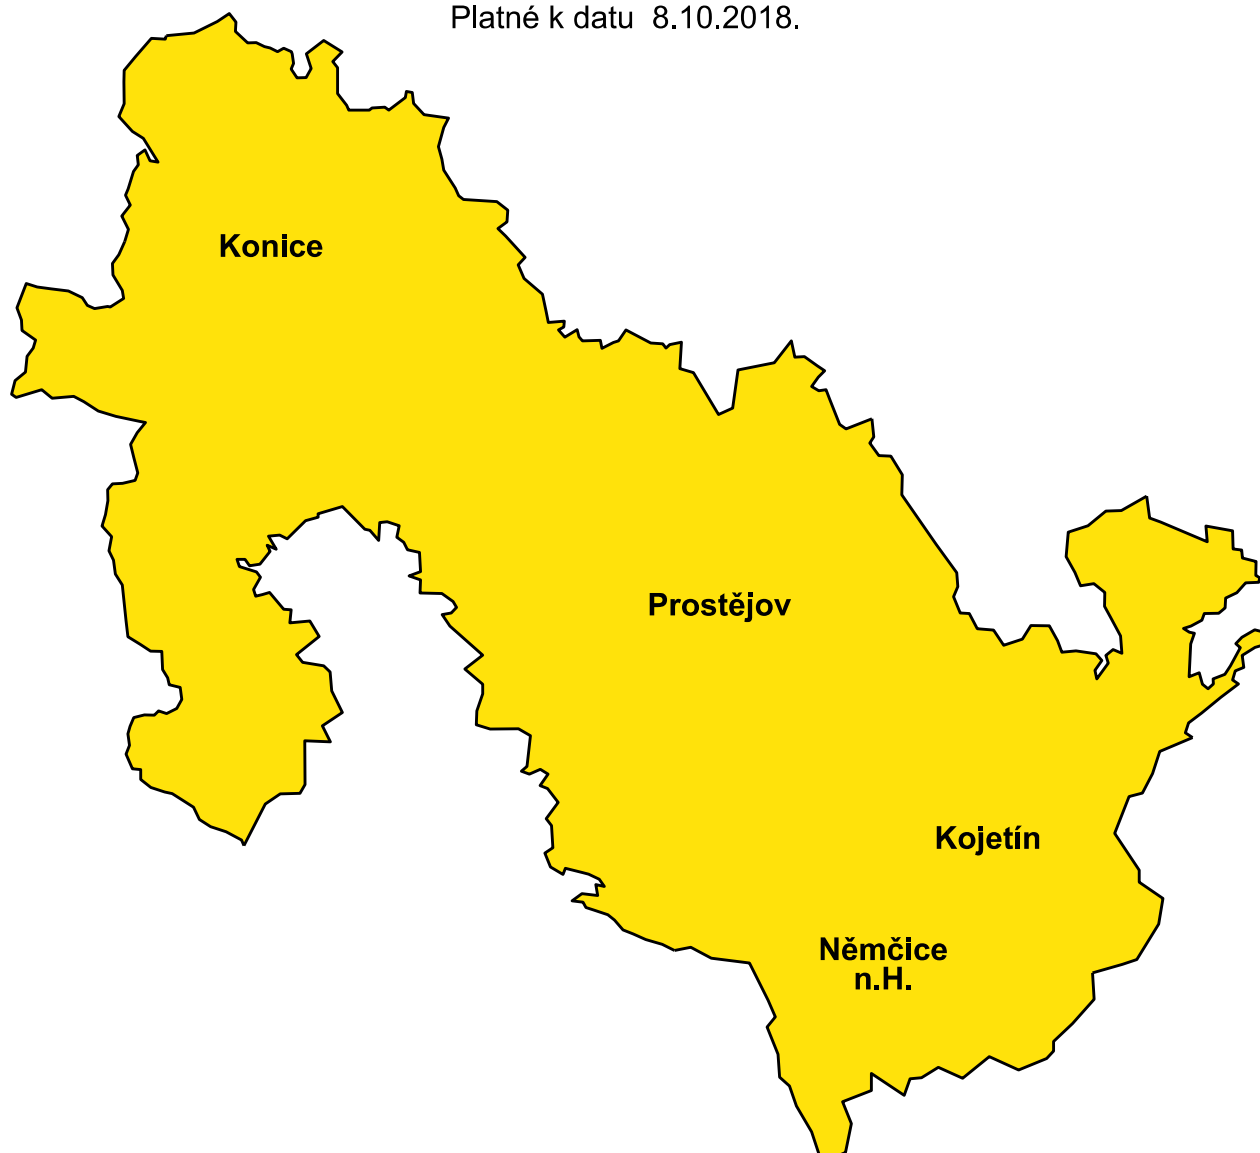 Platné k datu 8.10.2018.
Konice
Prostějov
Kojetín
Němčice
n.H.